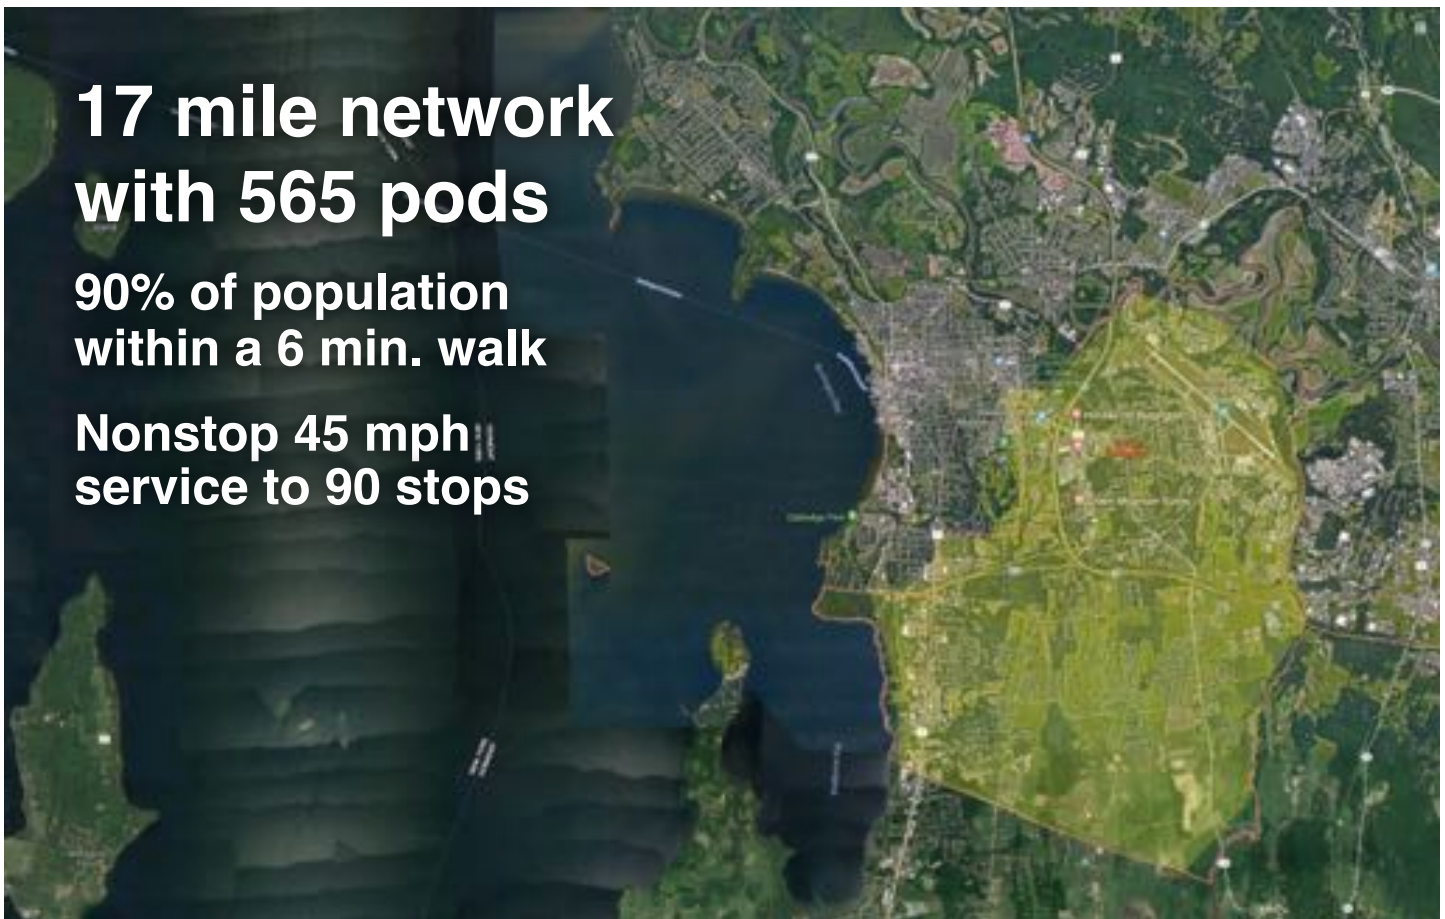 17 mile network
with 565 pods
90% of population
within a 6 min. walk
Nonstop 45 mph
service to 90 stops